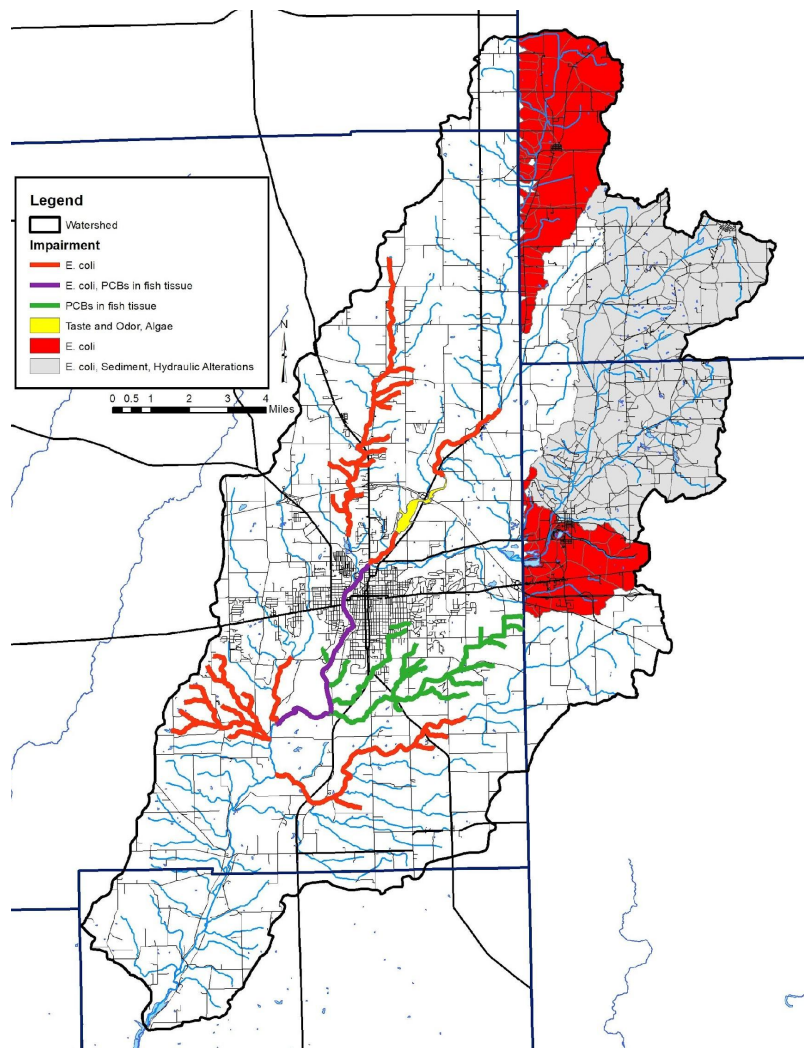 Legend
Watershed
Impairment
E. coli
E. coli, PCBs in fish tissue
PCBs in fish tissue
Taste and Odor, Algae
E. coli
E. coli, Sediment, Hydraulic Alterations
N
0 0.5 1 2 3 4
Miles